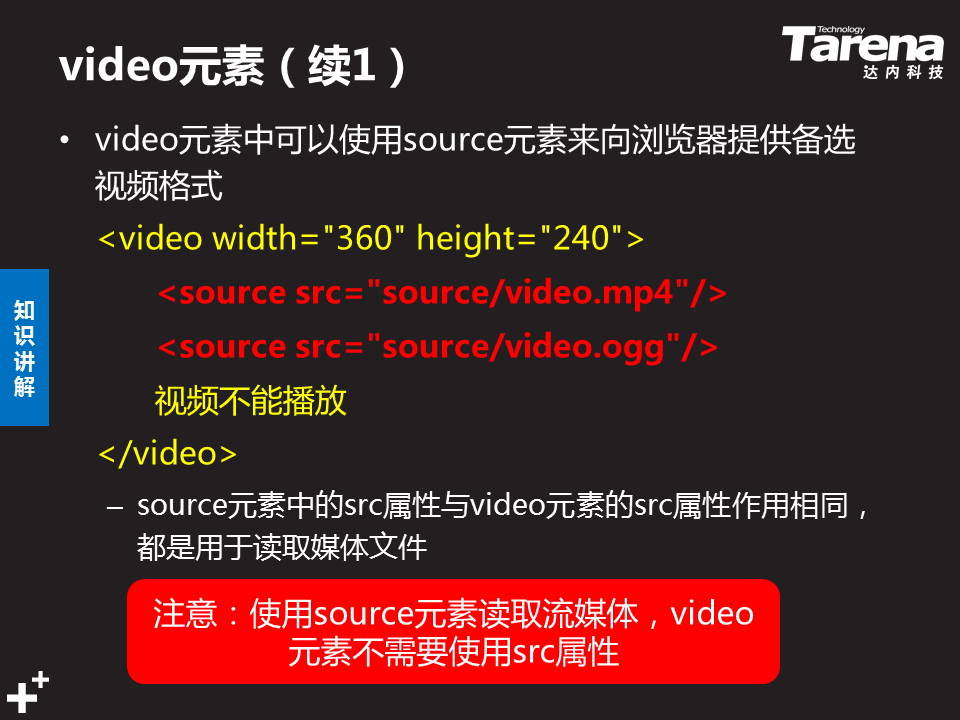 video元素（续1）
Technology
Tarena
达内科技
• video元素中可以使用source元素来向浏览器提供备选
视频格式
<video width="360" height="240">
<source src="source/video.mp4"/>
<source src="source/video.ogg"/>
视频不能播放
</video>
– source元素中的src属性与video元素的src属性作用相同，
都是用于读取媒体文件
知识讲解
注意：使用source元素读取流媒体，video
元素不需要使用src属性